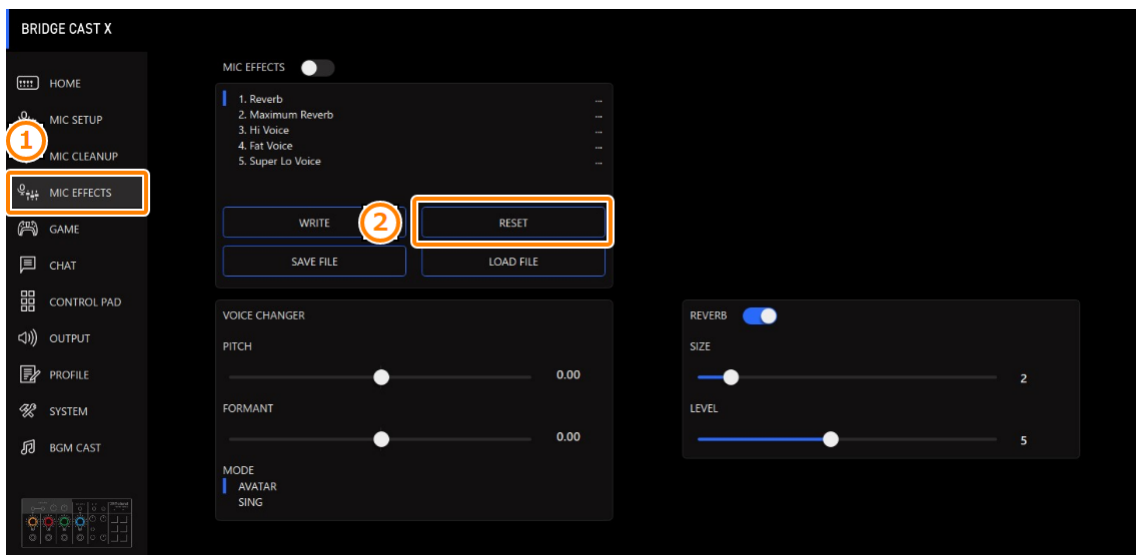 BRIDGE CAST X
HOME
MIC SETUP
1
MIC CLEANUP
MIC EFFECTS
GAME
CHAT
CONTROL PAD
OUTPUT
PROFILE
SYSTEM
BGM CAST
MIC EFFECTS
1. Reverb ...
2. Maximum Reverb ...
3. Hi Voice ...
4. Fat Voice ...
5. Super Lo Voice ...
WRITE
2
RESET
SAVE FILE
LOAD FILE
VOICE CHANGER
PITCH
0.00
FORMANT
0.00
MODE
AVATAR
SING
REVERB
SIZE
2
LEVEL
5